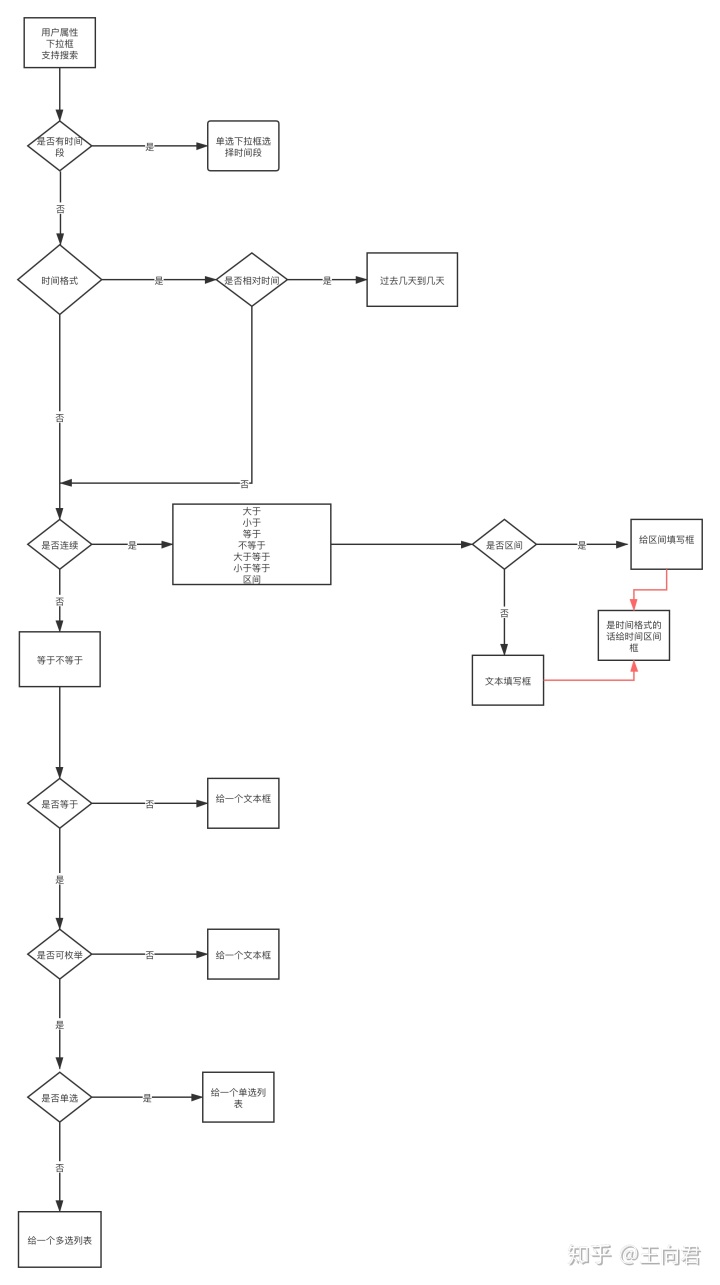 用户属性
下拉框
支持搜索
是否有时间
段
是
单选下拉框选
择时间段
否
时间格式
是
是否相对时间
是
过去几天到几天
否
否
是否连续
是
大于
小于
等于
不等于
大于等于
小于等于
区间
是否区间
是
给区间填写框
否
否
是时间格式的
话给时间区间
框
等于不等于
文本填写框
是否等于
否
给一个文本框
是
是否可枚举
否
给一个文本框
是
是否单选
是
给一个单选列
表
否
给一个多选列表
知乎 @王向君